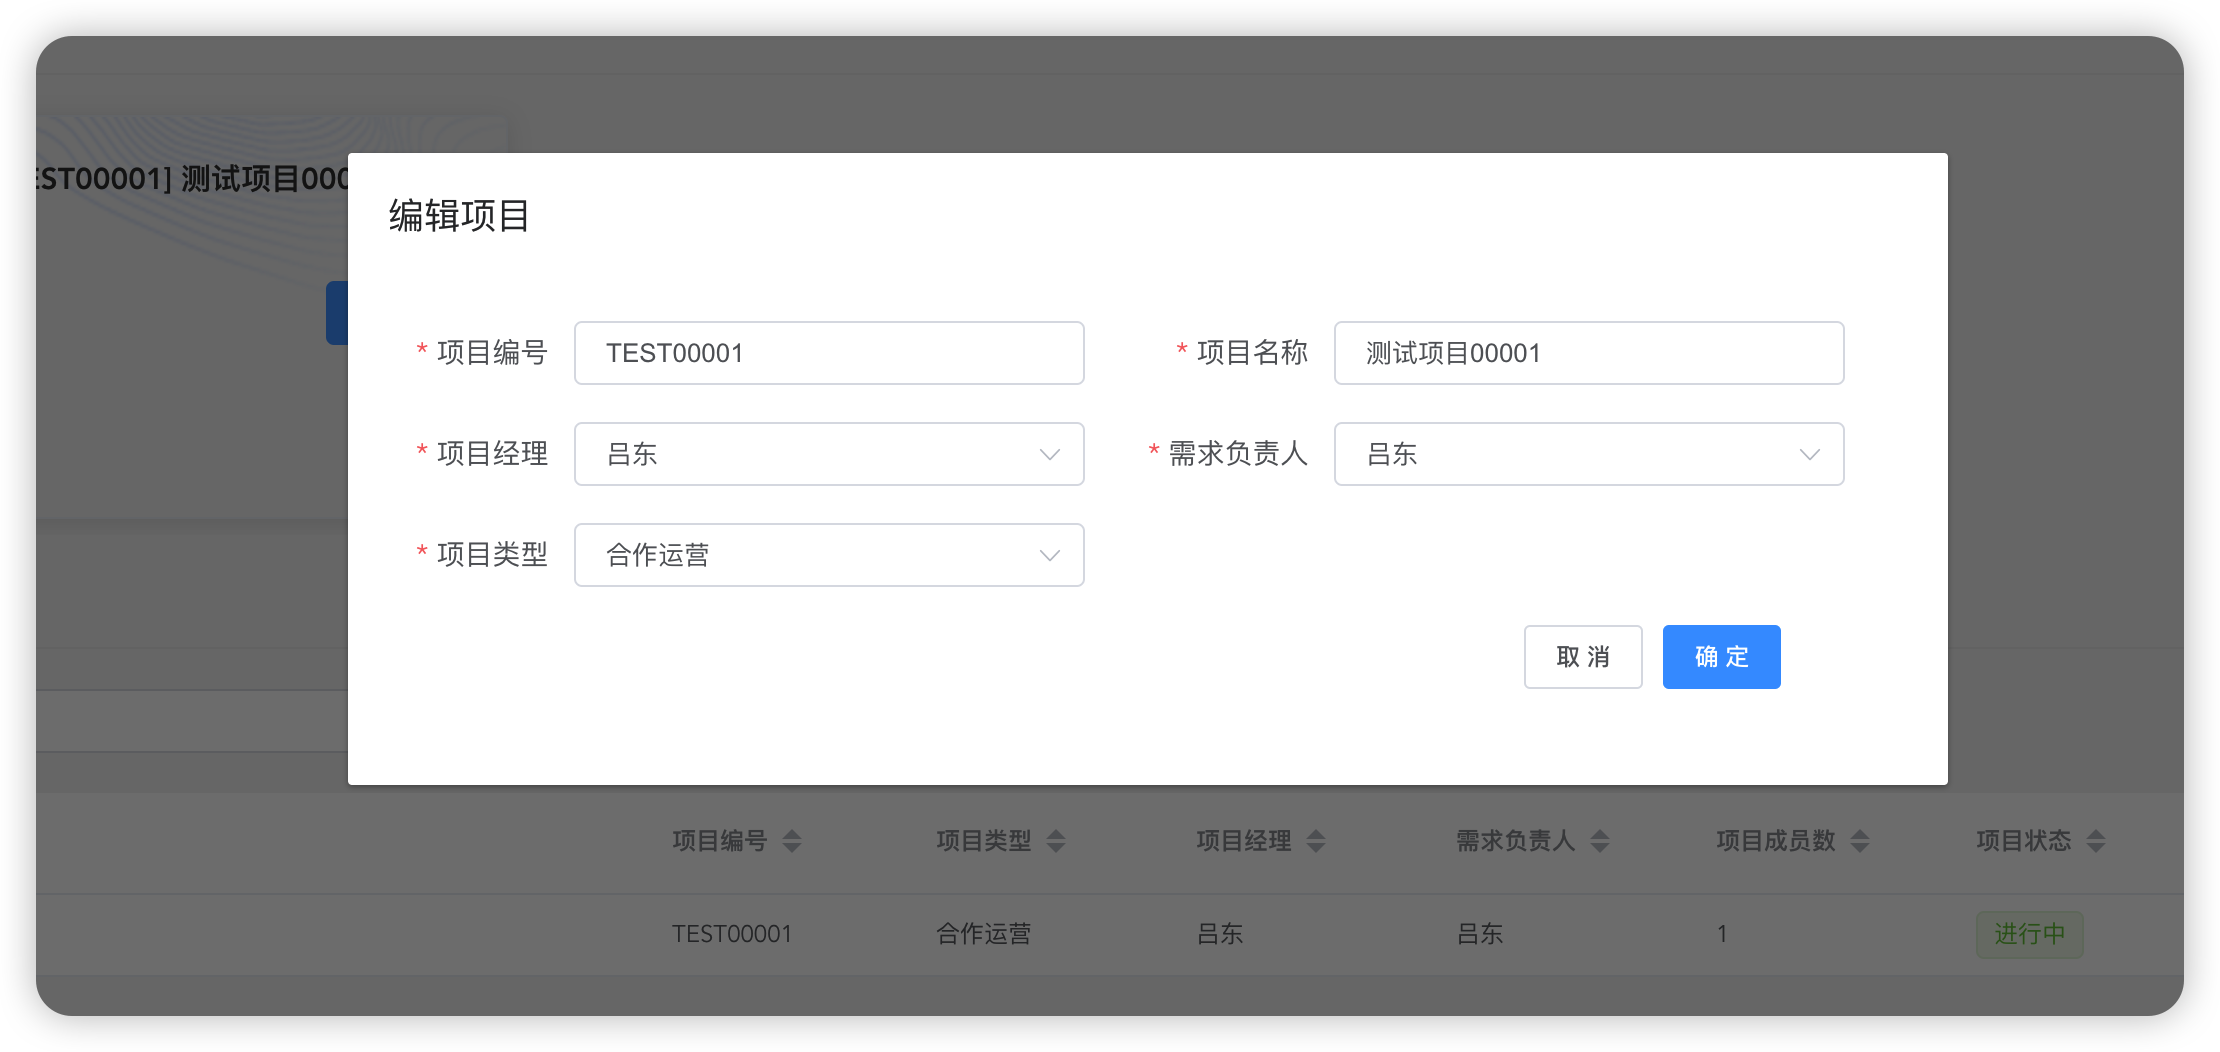 EST00001] 测试项目000
编辑项目
* 项目编号 TEST00001 * 项目名称 测试项目00001
* 项目经理 吕东 * 需求负责人 吕东
* 项目类型 合作运营
取 消 确 定
项目编号 项目类型 项目经理 需求负责人 项目成员数 项目状态
TEST00001 合作运营 吕东 吕东 1 进行中